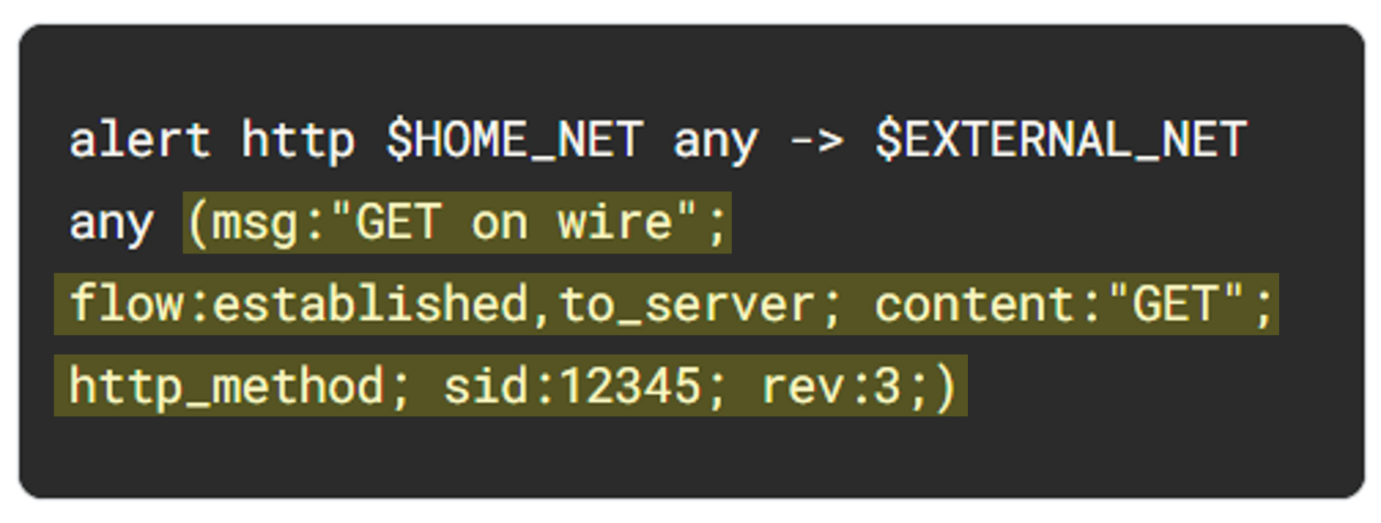 alert http $HOME_NET any -> $EXTERNAL_NET
any (msg:"GET on wire";
flow:established,to_server; content:"GET";
http_method; sid:12345; rev:3;)